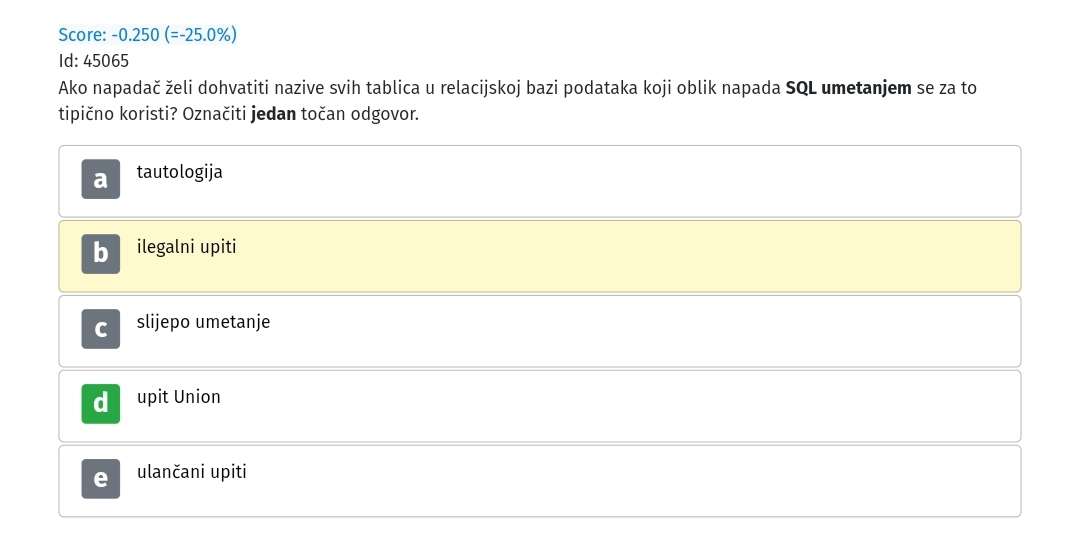 Score: -0.250 (=-25.0%)
Id: 45065
Ako napadač želi dohvatiti nazive svih tablica u relacijskoj bazi podataka koji oblik napada SQL umetanjem se za to
tipično koristi? Označiti jedan točan odgovor.
a tautologija
b ilegalni upiti
c slijepo umetanje
d upit Union
e ulančani upiti